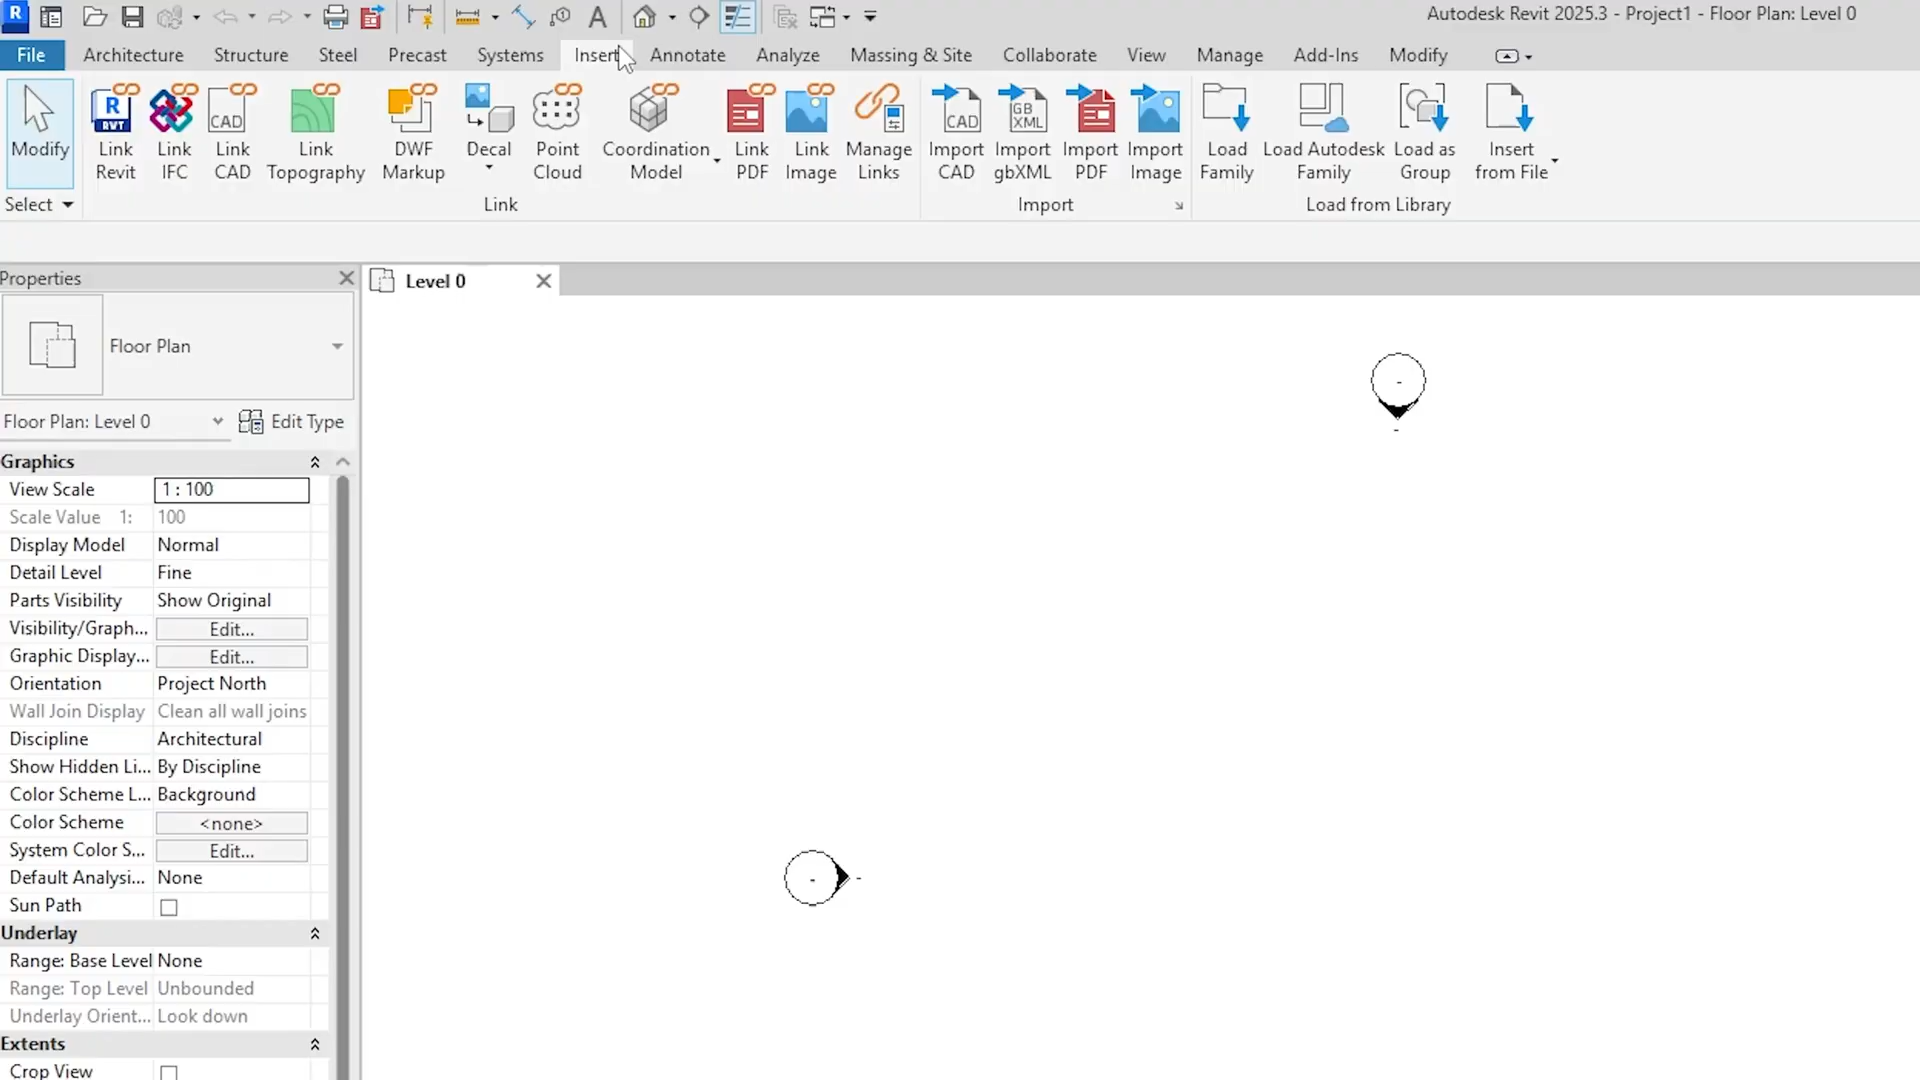 Autodesk Revit 2025.3 - Project1 - Floor Plan: Level 0
File Architecture Structure Steel Precast Systems Insert Annotate Analyze Massing & Site Collaborate View Manage Add-Ins Modify
Modify
Link Revit
Link IFC
Link CAD
Link Topography
DWF Markup
Decal
Point Cloud
Coordination Model
Link PDF
Link Image
Manage Links
Import CAD
Import gbXML
Import PDF
Import Image
Load Family
Load Autodesk Family
Load as Group
Insert from File
Select
Link
Import
Load from Library
Properties
Level 0
Floor Plan
Floor Plan: Level 0
Edit Type
Graphics
View Scale 1 : 100
Scale Value 1: 100
Display Model Normal
Detail Level Fine
Parts Visibility Show Original
Visibility/Graph... Edit...
Graphic Display... Edit...
Orientation Project North
Wall Join Display Clean all wall joins
Discipline Architectural
Show Hidden Li... By Discipline
Color Scheme L... Background
Color Scheme <none>
System Color S... Edit...
Default Analysi... None
Sun Path
Underlay
Range: Base Level None
Range: Top Level Unbounded
Underlay Orient... Look down
Extents
Crop View